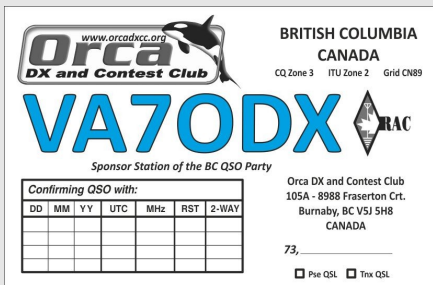 www.orcadxcc.org
Orca
DX and Contest Club
BRITISH COLUMBIA
CANADA
CQ Zone 3 ITU Zone 2 Grid CN89
VA7ODX
RAC
Sponsor Station of the BC QSO Party
Confirming QSO with:
DD MM YY UTC MHz RST 2-WAY
Orca DX and Contest Club
105A - 8988 Fraserton Crt.
Burnaby, BC V5J 5H8
CANADA
73,
Pse QSL Tnx QSL